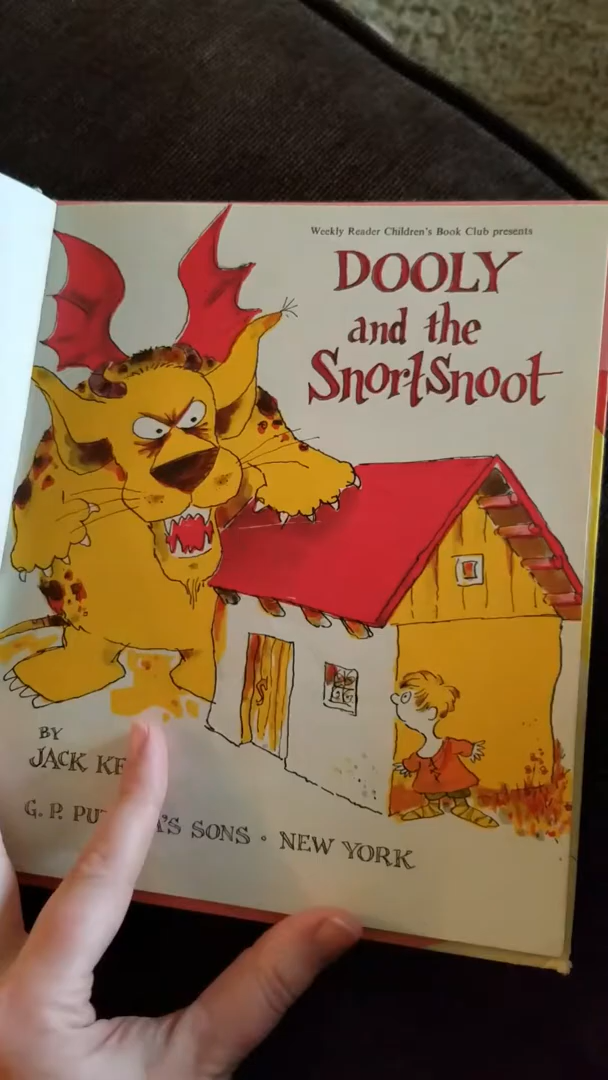 Weekly Reader Children's Book Club presents
DOOLY
and the
SnortSnoot
BY
JACK
G. P. SONS • NEW YORK